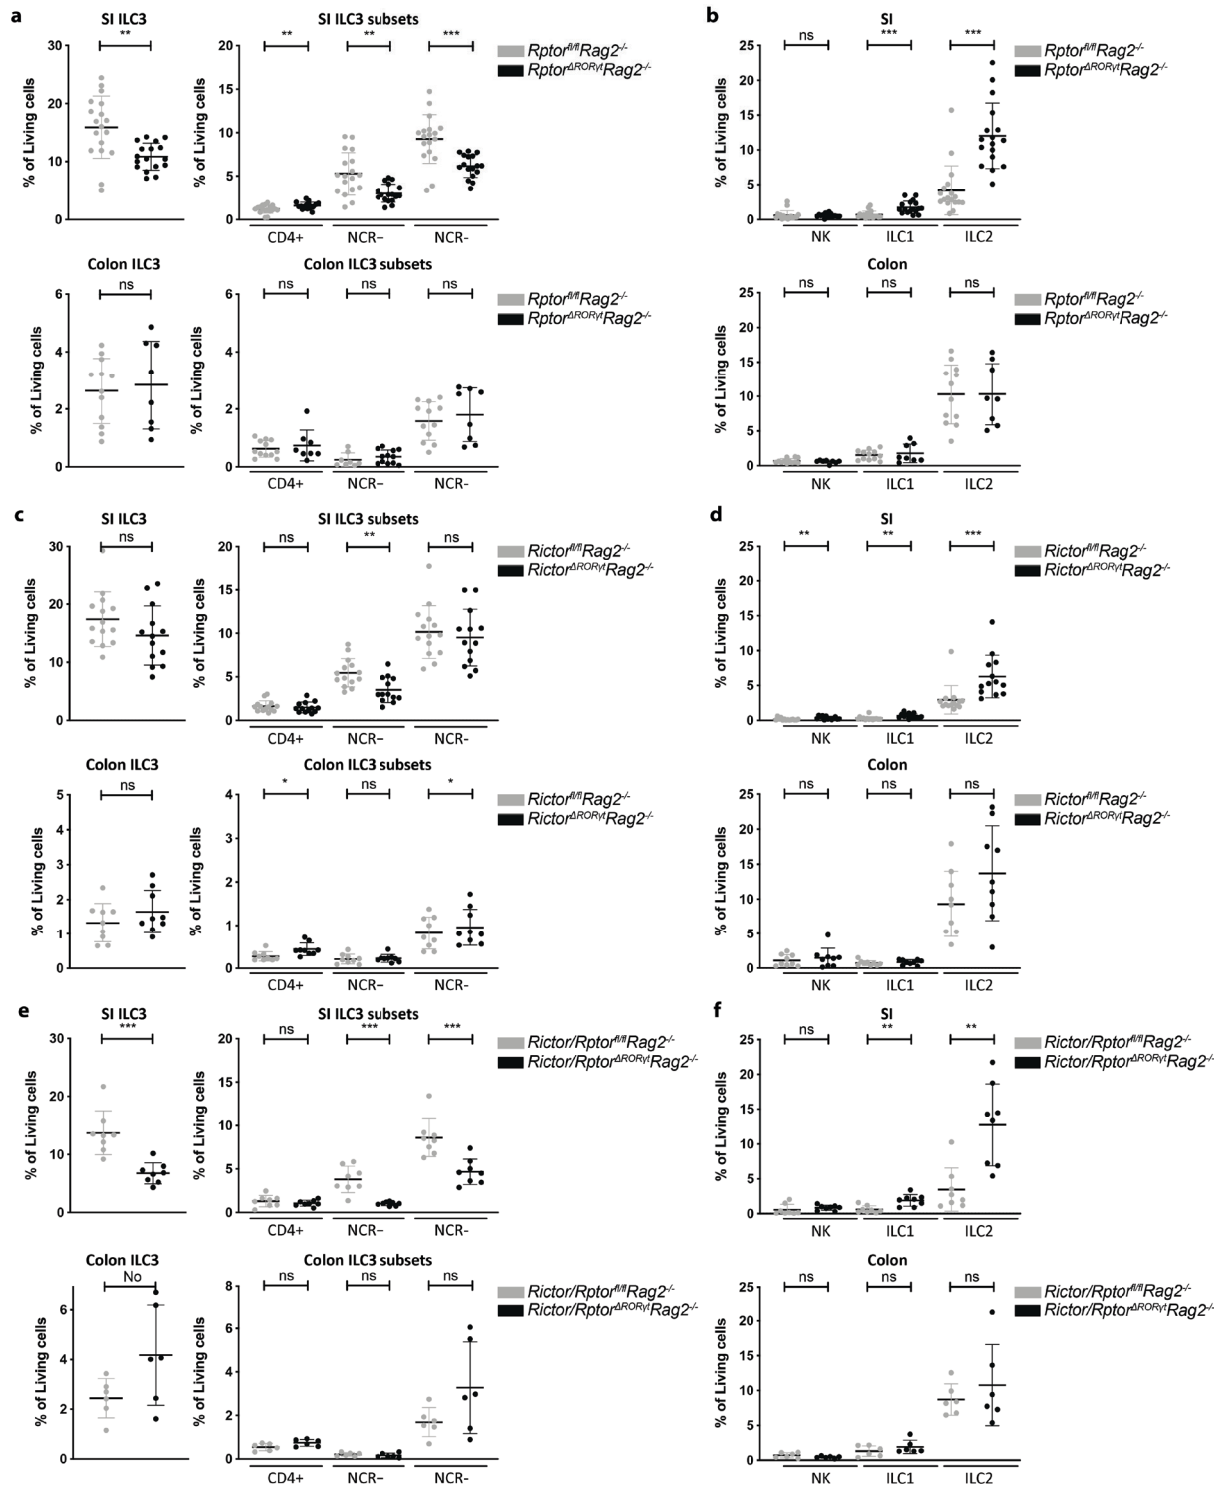 a
SI ILC3
**
% of Living cells
30
20
10
0
SI ILC3 subsets
** ** ***
% of Living cells
20
15
10
5
0
CD4+ NCR− NCR-
Rptorfl/flRag2-/-
RptorΔRORγtRag2-/-
b
SI
ns *** ***
% of Living cells
25
20
15
10
5
0
NK ILC1 ILC2
Rptorfl/flRag2-/-
RptorΔRORγtRag2-/-
Colon ILC3
ns
% of Living cells
6
4
2
0
Colon ILC3 subsets
ns ns ns
% of Living cells
6
4
2
0
CD4+ NCR− NCR-
Rptorfl/flRag2-/-
RptorΔRORγtRag2-/-
Colon
ns ns ns
% of Living cells
25
20
15
10
5
0
NK ILC1 ILC2
Rptorfl/flRag2-/-
RptorΔRORγtRag2-/-
c
SI ILC3
ns
% of Living cells
30
20
10
0
SI ILC3 subsets
ns ** ns
% of Living cells
20
15
10
5
0
CD4+ NCR− NCR-
Rictorfl/flRag2-/-
RictorΔRORγtRag2-/-
d
SI
** ** ***
% of Living cells
25
20
15
10
5
0
NK ILC1 ILC2
Rictorfl/flRag2-/-
RictorΔRORγtRag2-/-
Colon ILC3
ns
% of Living cells
5
4
3
2
1
0
Colon ILC3 subsets
* ns *
% of Living cells
4
3
2
1
0
CD4+ NCR− NCR-
Rictorfl/flRag2-/-
RictorΔRORγtRag2-/-
Colon
ns ns ns
% of Living cells
25
20
15
10
5
0
NK ILC1 ILC2
Rictorfl/flRag2-/-
RictorΔRORγtRag2-/-
e
SI ILC3
***
% of Living cells
30
20
10
0
SI ILC3 subsets
ns *** ***
% of Living cells
20
15
10
5
0
CD4+ NCR− NCR-
Rictor/Rptorfl/flRag2-/-
Rictor/RptorΔRORγtRag2-/-
f
SI
ns ** **
% of Living cells
25
20
15
10
5
0
NK ILC1 ILC2
Rictor/Rptorfl/flRag2-/-
Rictor/RptorΔRORγtRag2-/-
Colon ILC3
No
% of Living cells
6
4
2
0
Colon ILC3 subsets
ns ns ns
% of Living cells
8
6
4
2
0
CD4+ NCR− NCR-
Rictor/Rptorfl/flRag2-/-
Rictor/RptorΔRORγtRag2-/-
Colon
ns ns ns
% of Living cells
25
20
15
10
5
0
NK ILC1 ILC2
Rictor/Rptorfl/flRag2-/-
Rictor/RptorΔRORγtRag2-/-